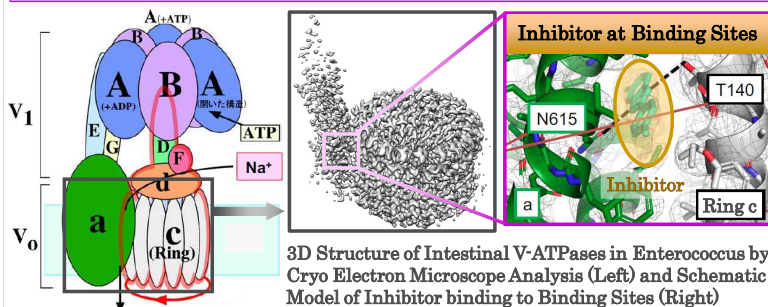 A(+ATP)
B
B
A
(+ADP)
B
A
(開いた構造)
V1
E
G
D
F
ATP
Na+
d
a
c
(Ring)
Vo
Inhibitor at Binding Sites
T140
N615
Inhibitor
a
Ring c
3D Structure of Intestinal V-ATPases in Enterococcus by
Cryo Electron Microscope Analysis (Left) and Schematic
Model of Inhibitor binding to Binding Sites (Right)